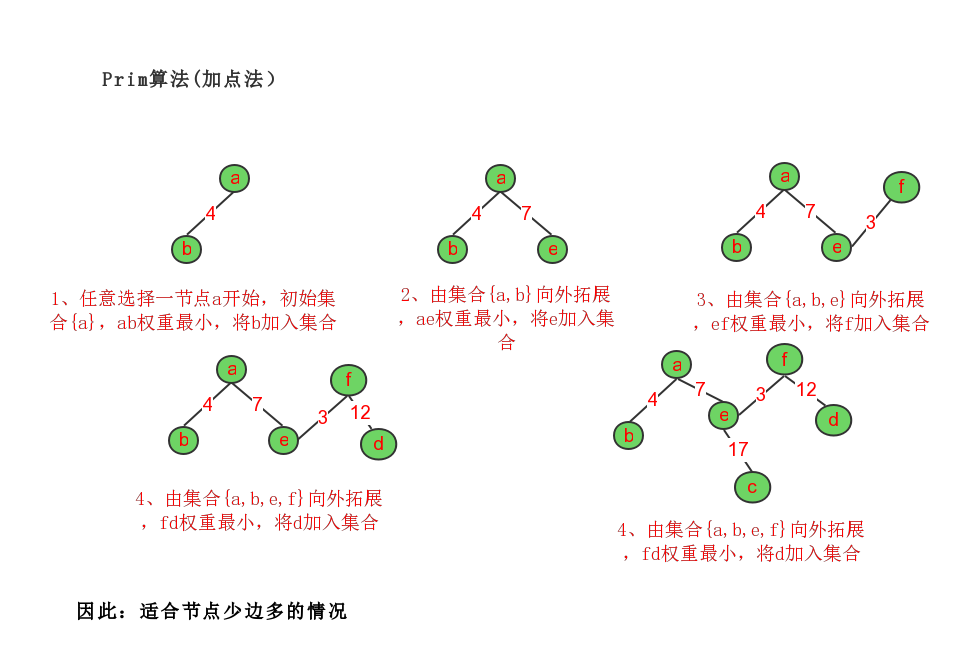 Prim算法(加点法）
a
4
b
a
4
7
b
e
a
f
4
7
3
b
e
1、任意选择一节点a开始，初始集
合{a}，ab权重最小，将b加入集合
2、由集合{a,b}向外拓展
，ae权重最小，将e加入集
合
3、由集合{a,b,e}向外拓展
，ef权重最小，将f加入集合
a
f
4
7
3
12
b
e
d
a
f
4
7
3
12
b
e
d
17
c
4、由集合{a,b,e,f}向外拓展
，fd权重最小，将d加入集合
4、由集合{a,b,e,f}向外拓展
，fd权重最小，将d加入集合
因此：适合节点少边多的情况